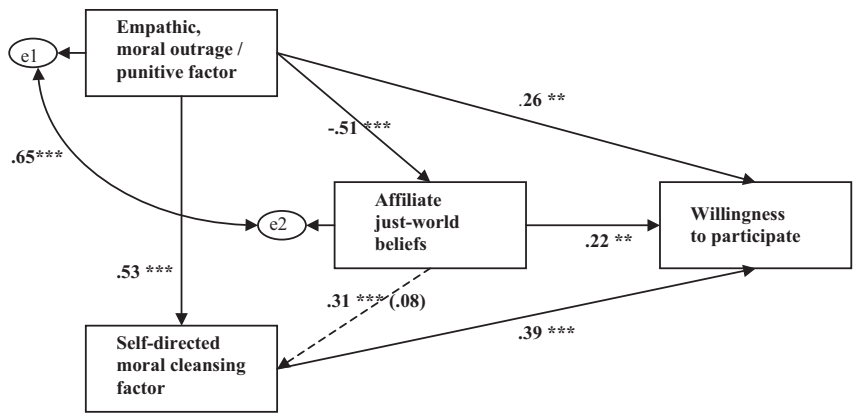 Empathic,
moral outrage /
punitive factor
e1
.26 **
-.51 ***
.65***
Affiliate
just-world
beliefs
Willingness
to participate
e2
.22 **
.53 ***
.31 *** (.08)
.39 ***
Self-directed
moral cleansing
factor